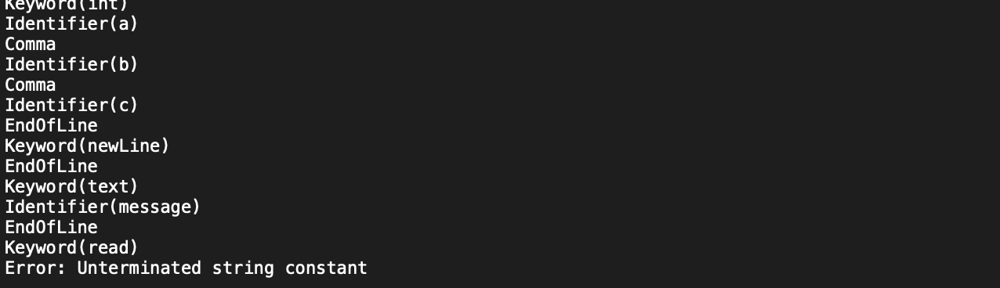 Keyword(int)
Identifier(a)
Comma
Identifier(b)
Comma
Identifier(c)
EndOfLine
Keyword(newLine)
EndOfLine
Keyword(text)
Identifier(message)
EndOfLine
Keyword(read)
Error: Unterminated string constant